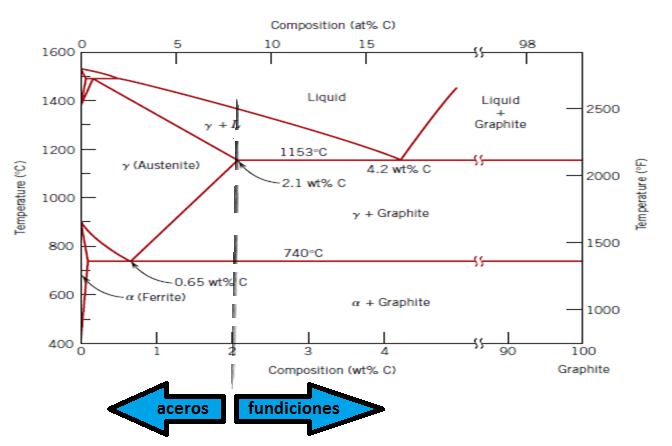 Composition (at% C)
0 5 10 15 98
1600
1400
1200
1000
800
600
400
Temperature (°C)
2500
2000
1500
1000
Temperature (°F)
Liquid
Liquid
+
Graphite
γ + L
1153°C
γ (Austenite)
4.2 wt% C
2.1 wt% C
γ + Graphite
740°C
0.65 wt% C
α (Ferrite)
α + Graphite
0 1 2 3 4 90 100
Composition (wt% C)
Graphite
aceros
fundiciones